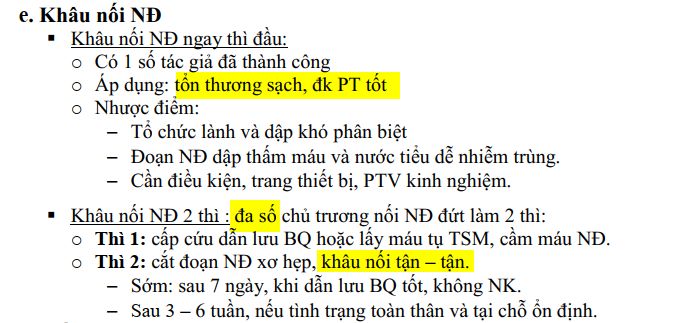 e. Khâu nối NĐ
▪ Khâu nối NĐ ngay thì đầu:
o Có 1 số tác giả đã thành công
o Áp dụng: tổn thương sạch, đk PT tốt
o Nhược điểm:
− Tổ chức lành và dập khó phân biệt
− Đoạn NĐ dập thấm máu và nước tiểu dễ nhiễm trùng.
− Cần điều kiện, trang thiết bị, PTV kinh nghiệm.
▪ Khâu nối NĐ 2 thì : đa số chủ trương nối NĐ đứt làm 2 thì:
o Thì 1: cấp cứu dẫn lưu BQ hoặc lấy máu tụ TSM, cầm máu NĐ.
o Thì 2: cắt đoạn NĐ xơ hẹp, khâu nối tận – tận.
− Sớm: sau 7 ngày, khi dẫn lưu BQ tốt, không NK.
− Sau 3 – 6 tuần, nếu tình trạng toàn thân và tại chỗ ổn định.